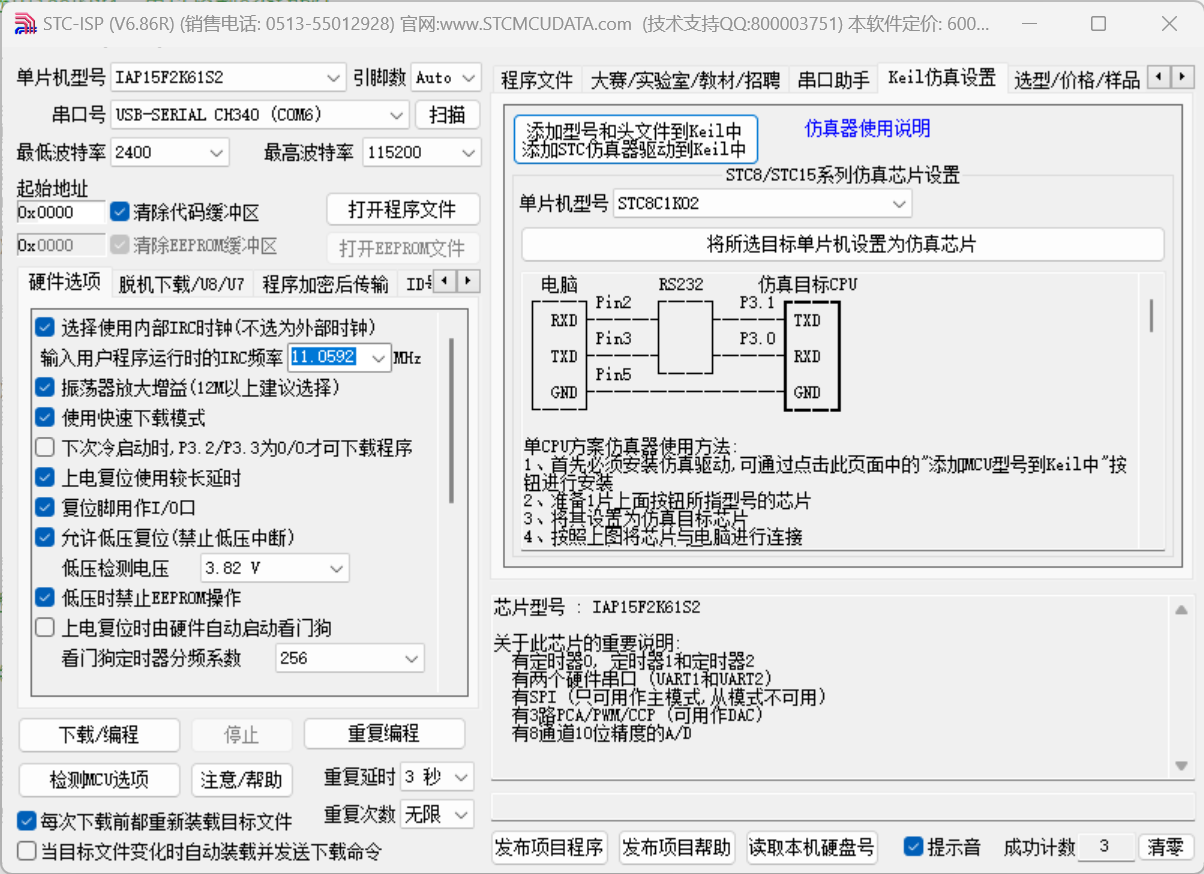 STC-ISP (V6.86R) (销售电话: 0513-55012928) 官网:www.STCMCUDATA.com  (技术支持QQ:800003751) 本软件定价: 600...
单片机型号 IAP15F2K61S2 引脚数 Auto
串口号 USB-SERIAL CH340 (COM6) 扫描
最低波特率 2400 最高波特率 115200
起始地址
0x0000 清除代码缓冲区 打开程序文件
0x0000 清除EEPROM缓冲区 打开EEPROM文件
硬件选项 脱机下载/U8/U7 程序加密后传输
选择使用内部IRC时钟(不选为外部时钟)
输入用户程序运行时的IRC频率 11.0592 MHz
振荡器放大增益(12M以上建议选择)
使用快速下载模式
下次冷启动时,P3.2/P3.3为0/0才可下载程序
上电复位使用较长延时
复位脚用作I/O口
允许低压复位(禁止低压中断)
低压检测电压 3.82 V
低压时禁止EEPROM操作
上电复位时由硬件自动启动看门狗
看门狗定时器分频系数 256
下载/编程 停止 重复编程
检测MCU选项 注意/帮助 重复延时 3 秒
重复次数 无限
每次下载前都重新装载目标文件
当目标文件变化时自动装载并发送下载命令
程序文件 大赛/实验室/教材/招聘 串口助手 Keil仿真设置 选型/价格/样品
添加型号和头文件到Keil中
添加STC仿真器驱动到Keil中
仿真器使用说明
STC8/STC15系列仿真芯片设置
单片机型号 STC8C1K02
将所选目标单片机设置为仿真芯片
电脑 RS232 仿真目标CPU
Pin2 P3.1
RXD TXD
Pin3 P3.0
TXD RXD
Pin5
GND GND
单CPU方案仿真器使用方法:
1、首先必须安装仿真驱动,可通过点击此页面中的"添加MCU型号到Keil中"按
钮进行安装
2、准备1片上面按钮所指型号的芯片
3、将其设置为仿真目标芯片
4、按照上图将芯片与电脑进行连接
芯片型号 : IAP15F2K61S2
关于此芯片的重要说明:
有定时器0, 定时器1和定时器2
有两个硬件串口 (UART1和UART2)
有SPI (只可用作主模式,从模式不可用)
有3路PCA/PWM/CCP (可用作DAC)
有8通道10位精度的A/D
发布项目程序 发布项目帮助 读取本机硬盘号 提示音 成功计数 3 清零